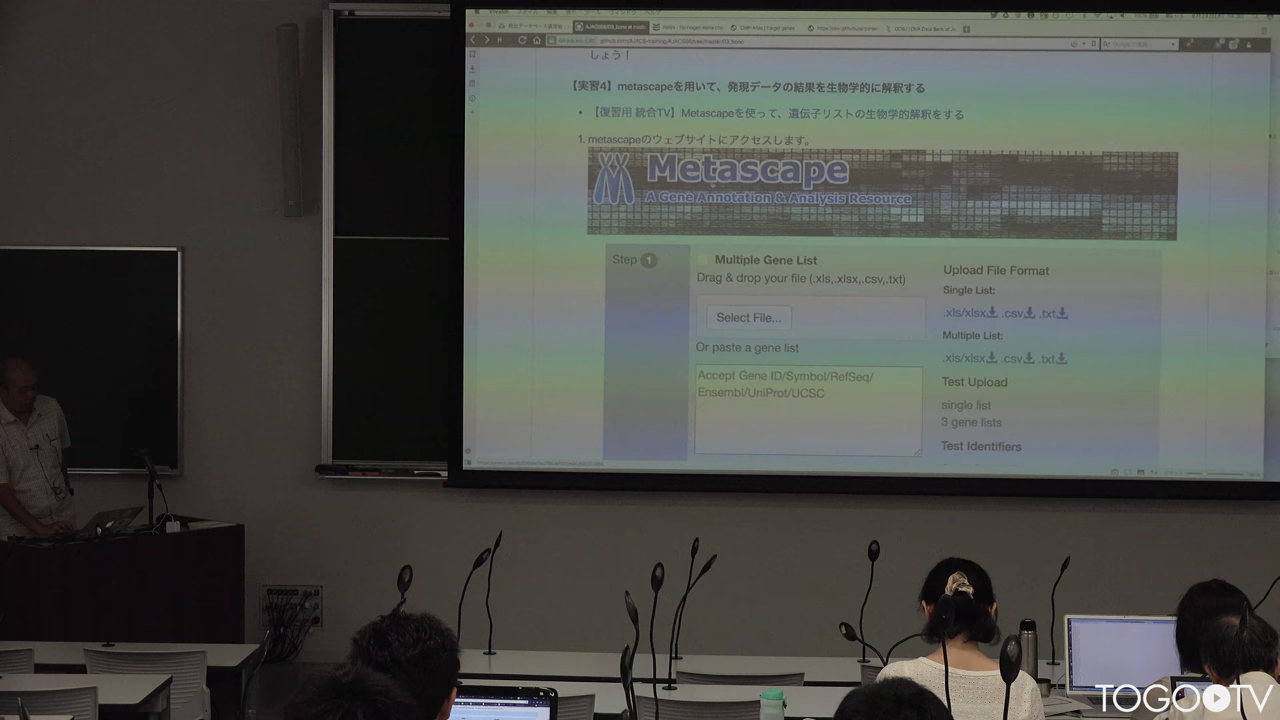 しょう！
【実習4】metascapeを用いて、発現データの結果を生物学的に解釈する
• 【復習用 統合TV】Metascapeを使って、遺伝子リストの生物学的解釈をする
1. metascapeのウェブサイトにアクセスします。
Metascape
A Gene Annotation & Analysis Resource
Step 1
Multiple Gene List
Drag & drop your file (.xls,.xlsx,.csv,.txt)
Select File...
Or paste a gene list
Accept Gene ID/Symbol/RefSeq/
Ensembl/UniProt/UCSC
Upload File Format
Single List:
.xls/xlsx .csv .txt
Multiple List:
.xls/xlsx .csv .txt
Test Upload
single list
3 gene lists
Test Identifiers
TOGO TV